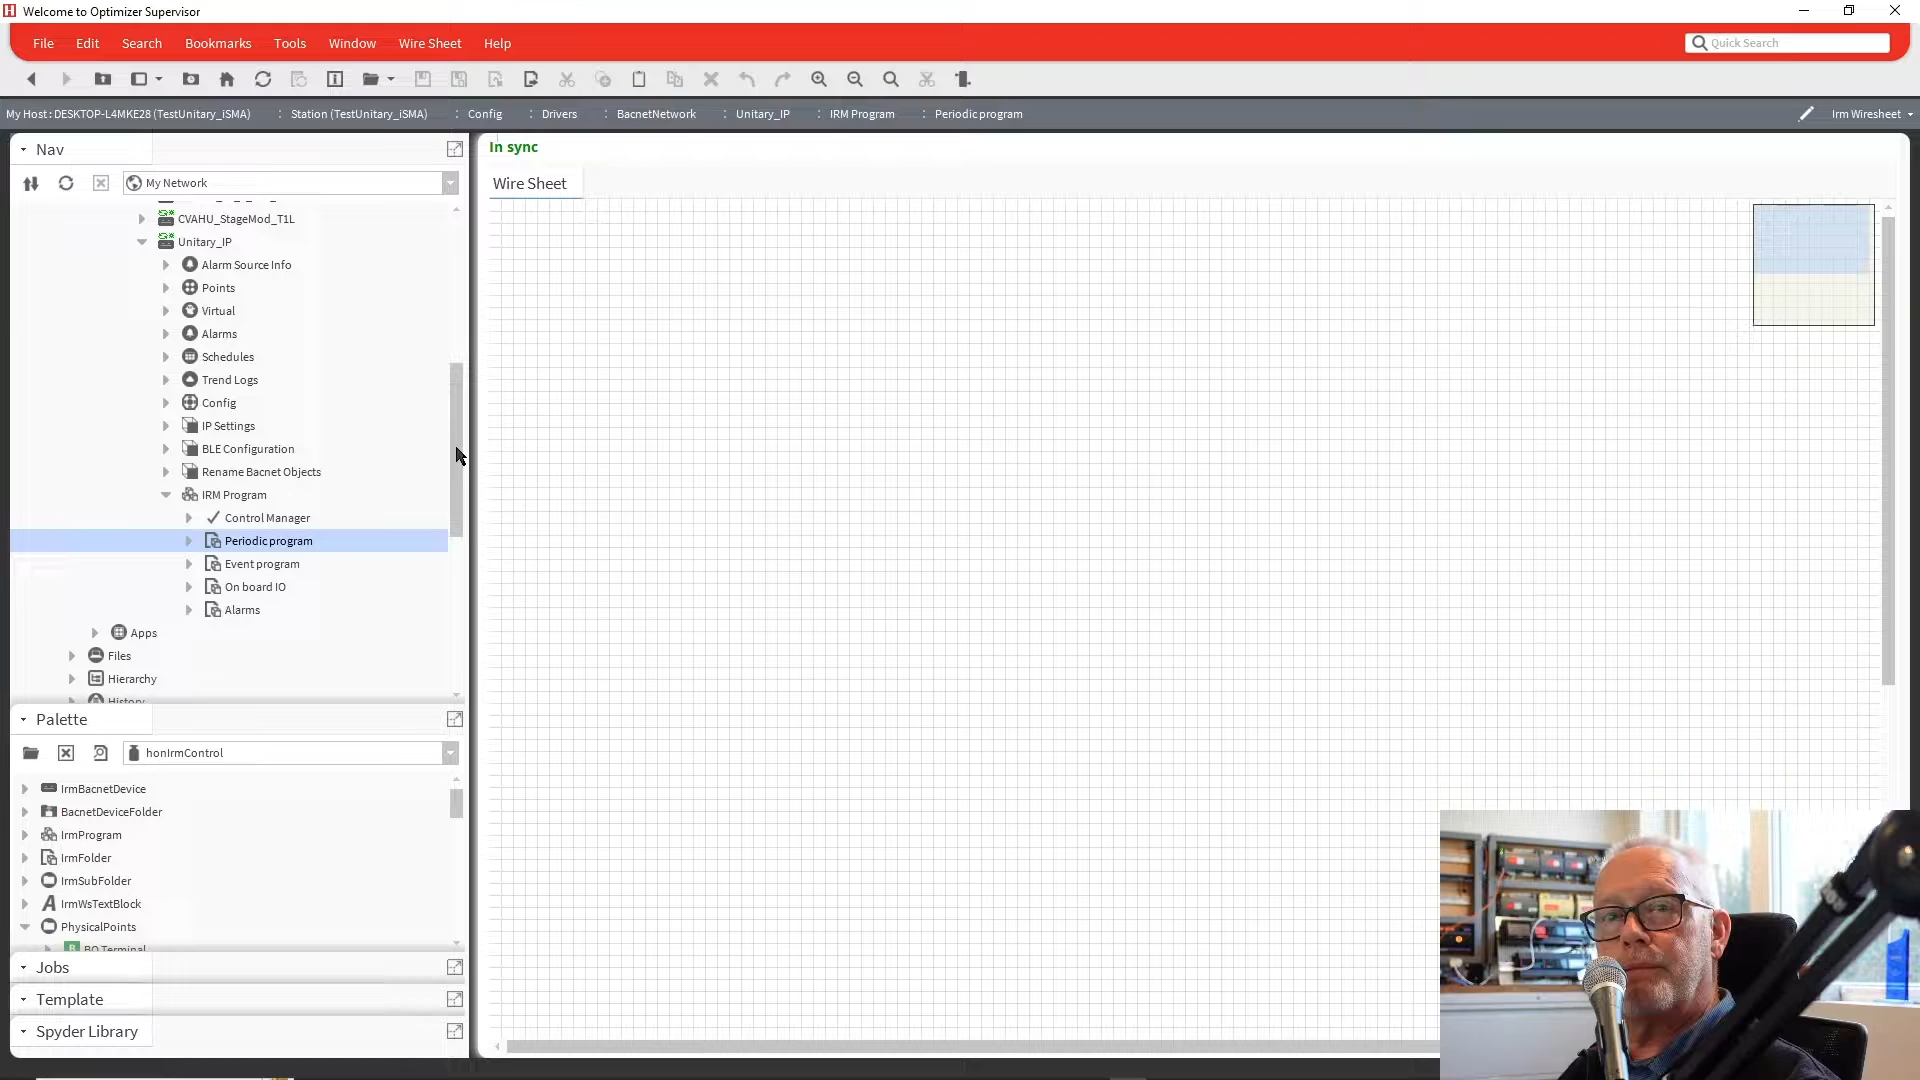 Welcome to Optimizer Supervisor
File Edit Search Bookmarks Tools Window Wire Sheet Help
Quick Search
My Host : DESKTOP-L4MKE28 (TestUnitary_iSMA) : Station (TestUnitary_iSMA) : Config : Drivers : BacnetNetwork : Unitary_IP : IRM Program : Periodic program
Irm Wiresheet
Nav
My Network
CVAHU_StageMod_T1L
Unitary_IP
Alarm Source Info
Points
Virtual
Alarms
Schedules
Trend Logs
Config
IP Settings
BLE Configuration
Rename Bacnet Objects
IRM Program
Control Manager
Periodic program
Event program
On board IO
Alarms
Apps
Files
Hierarchy
History
Palette
honIrmControl
IrmBacnetDevice
BacnetDeviceFolder
IrmProgram
IrmFolder
IrmSubFolder
IrmWsTextBlock
PhysicalPoints
BO Terminal
Jobs
Template
Spyder Library
In sync
Wire Sheet